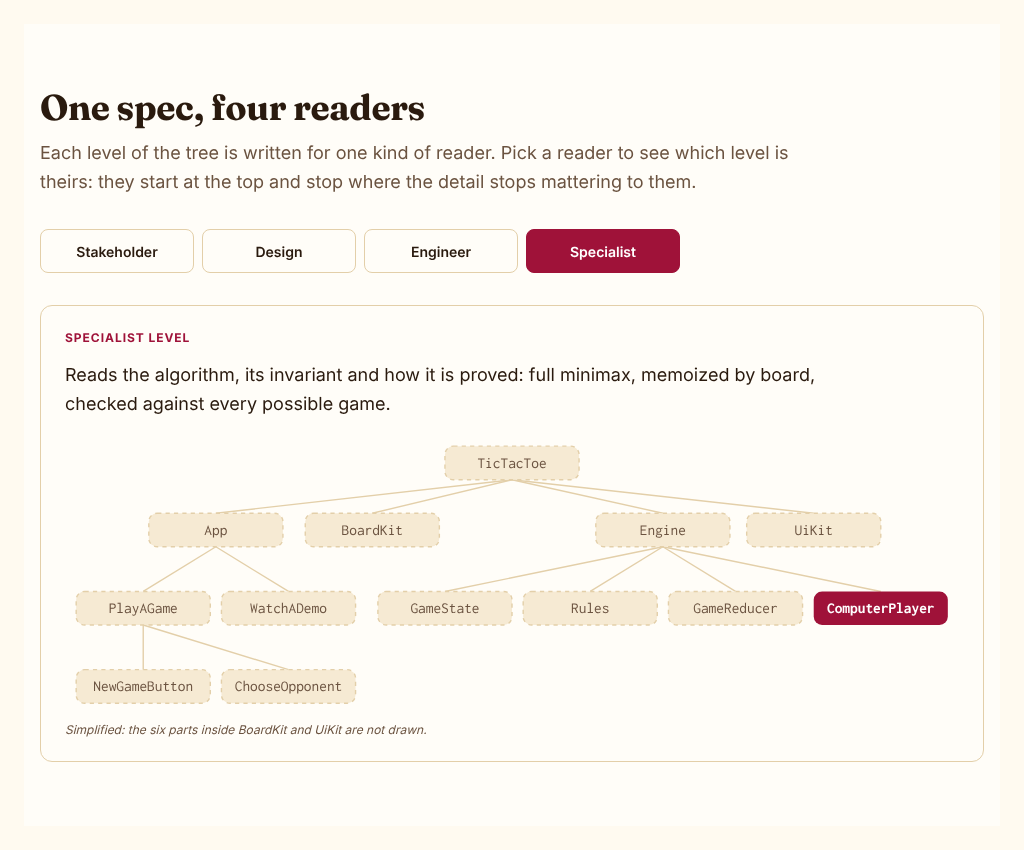 One spec, four readers
Each level of the tree is written for one kind of reader. Pick a reader to see which level is
theirs: they start at the top and stop where the detail stops mattering to them.
Stakeholder
Design
Engineer
Specialist
SPECIALIST LEVEL
Reads the algorithm, its invariant and how it is proved: full minimax, memoized by board,
checked against every possible game.
TicTacToe
App
BoardKit
Engine
UiKit
PlayAGame
WatchADemo
GameState
Rules
GameReducer
ComputerPlayer
NewGameButton
ChooseOpponent
Simplified: the six parts inside BoardKit and UiKit are not drawn.